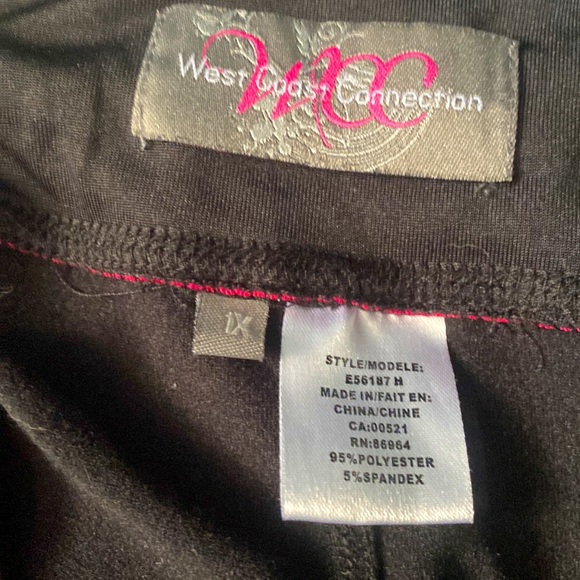 WCC
West Coast Connection
1X
STYLE/MODELE:
E56187 H
MADE IN/FAIT EN:
CHINA/CHINE
CA:00521
RN:86964
95%POLYESTER
5%SPANDEX